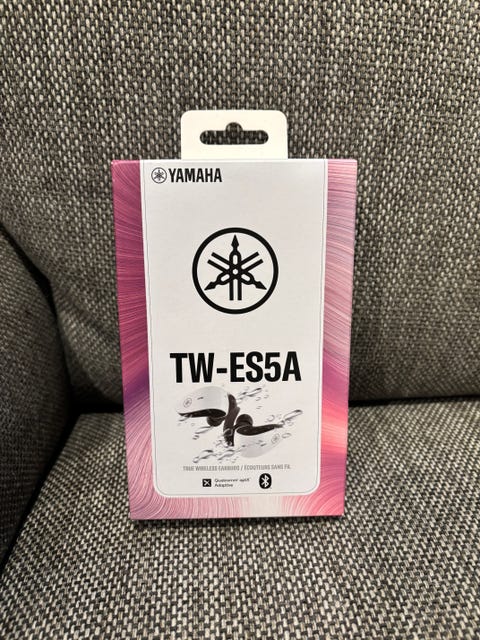 YAMAHA
TW-ES5A
TRUE WIRELESS EARBUDS / ÉCOUTEURS SANS FIL
Qualcomm aptX
Adaptive